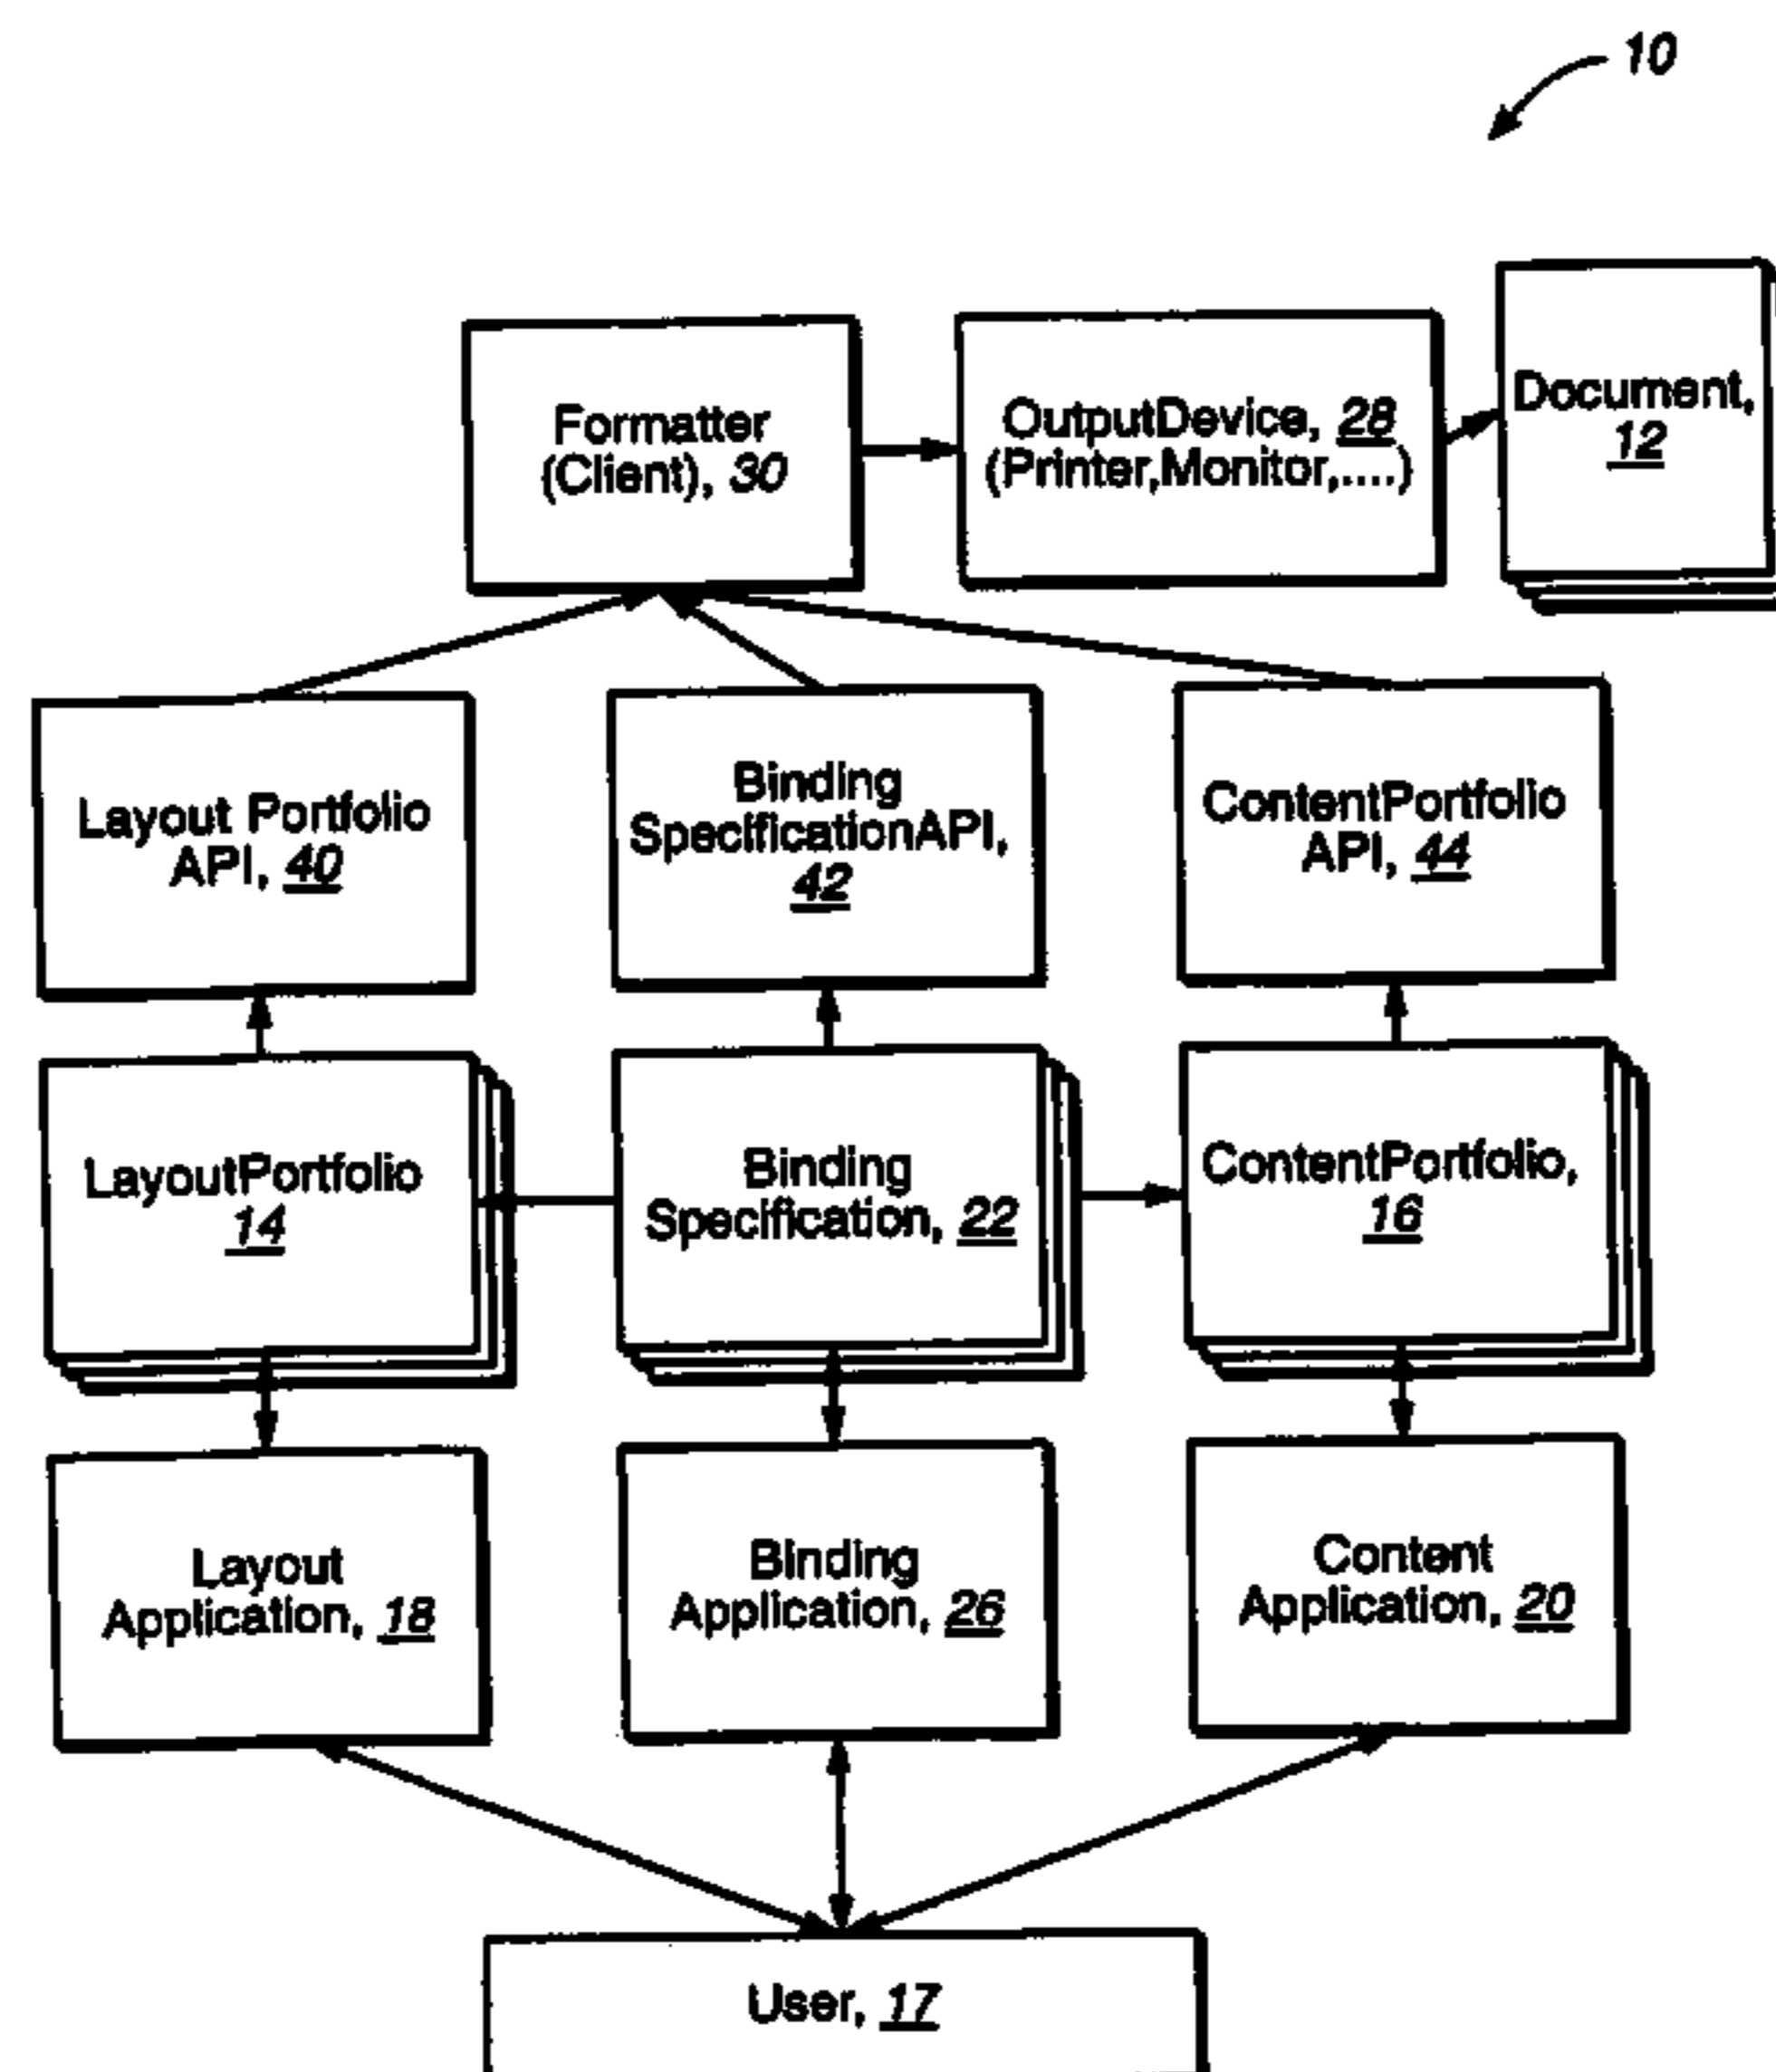 10
Formatter
(Client), 30
OutputDevice, 28
(Printer,Monitor,....)
Document,
12
Layout Portfolio
API, 40
Binding
SpecificationAPI,
42
ContentPortfolio
API, 44
LayoutPortfolio
14
Binding
Specification, 22
ContentPortfolio,
16
Layout
Application, 18
Binding
Application, 26
Content
Application, 20
User, 17